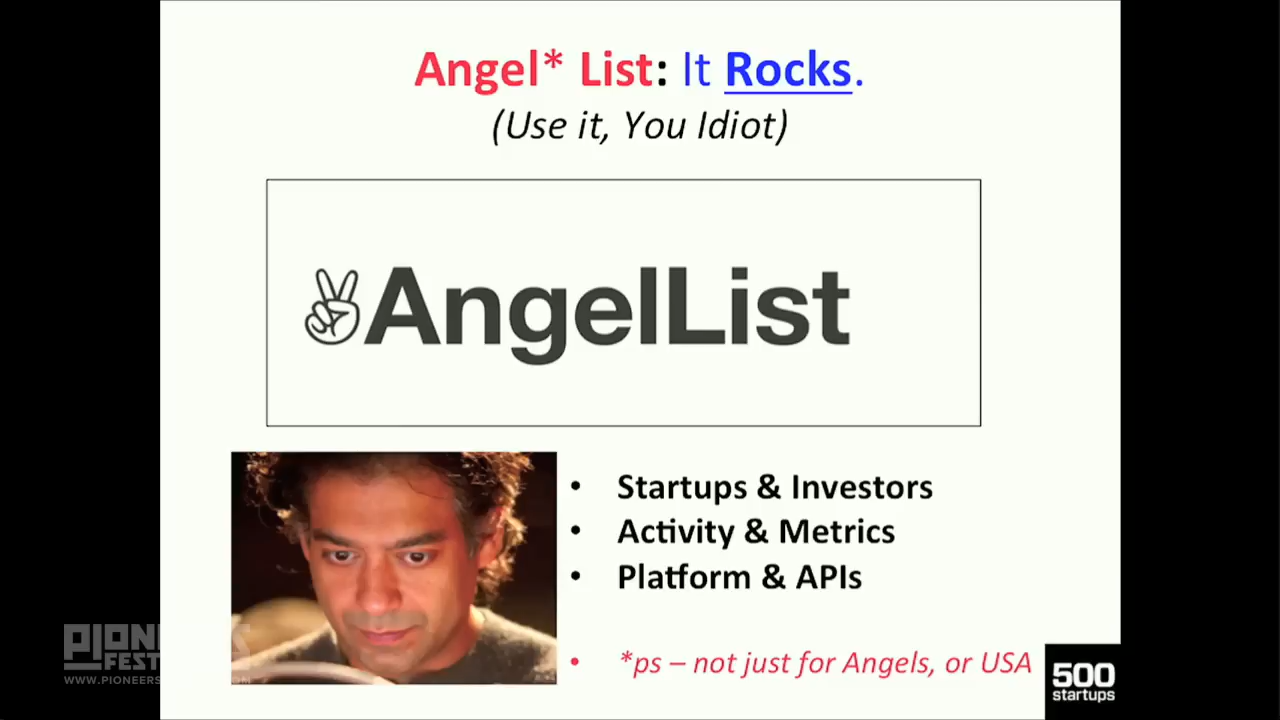 Angel* List: It Rocks.
(Use it, You Idiot)
AngelList
• Startups & Investors
• Activity & Metrics
• Platform & APIs
• *ps – not just for Angels, or USA
500
startups